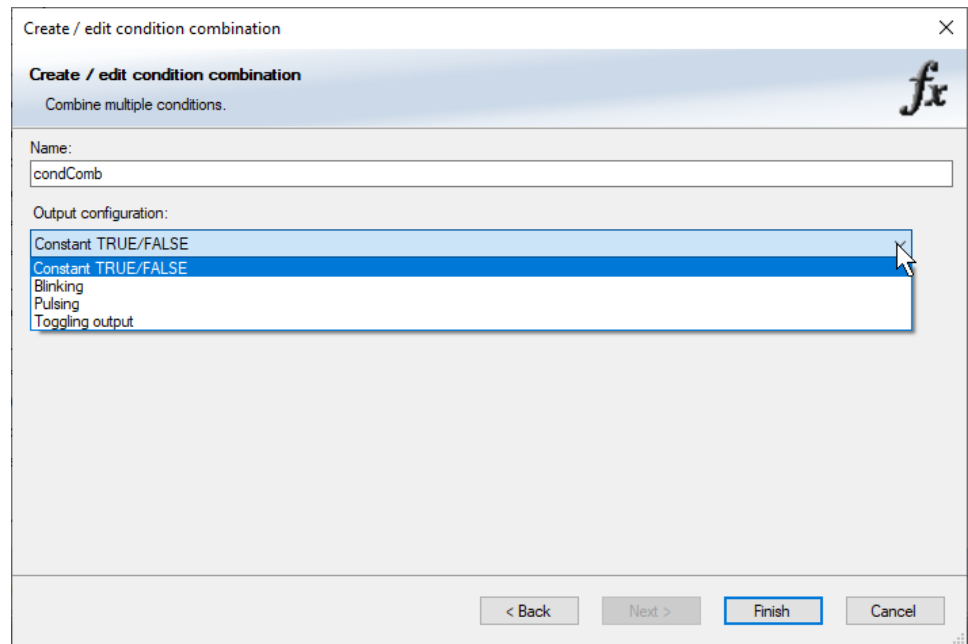 Create / edit condition combination
Create / edit condition combination
Combine multiple conditions.
fx
Name:
condComb
Output configuration:
Constant TRUE/FALSE
Constant TRUE/FALSE
Blinking
Pulsing
Toggling output
< Back
Next >
Finish
Cancel